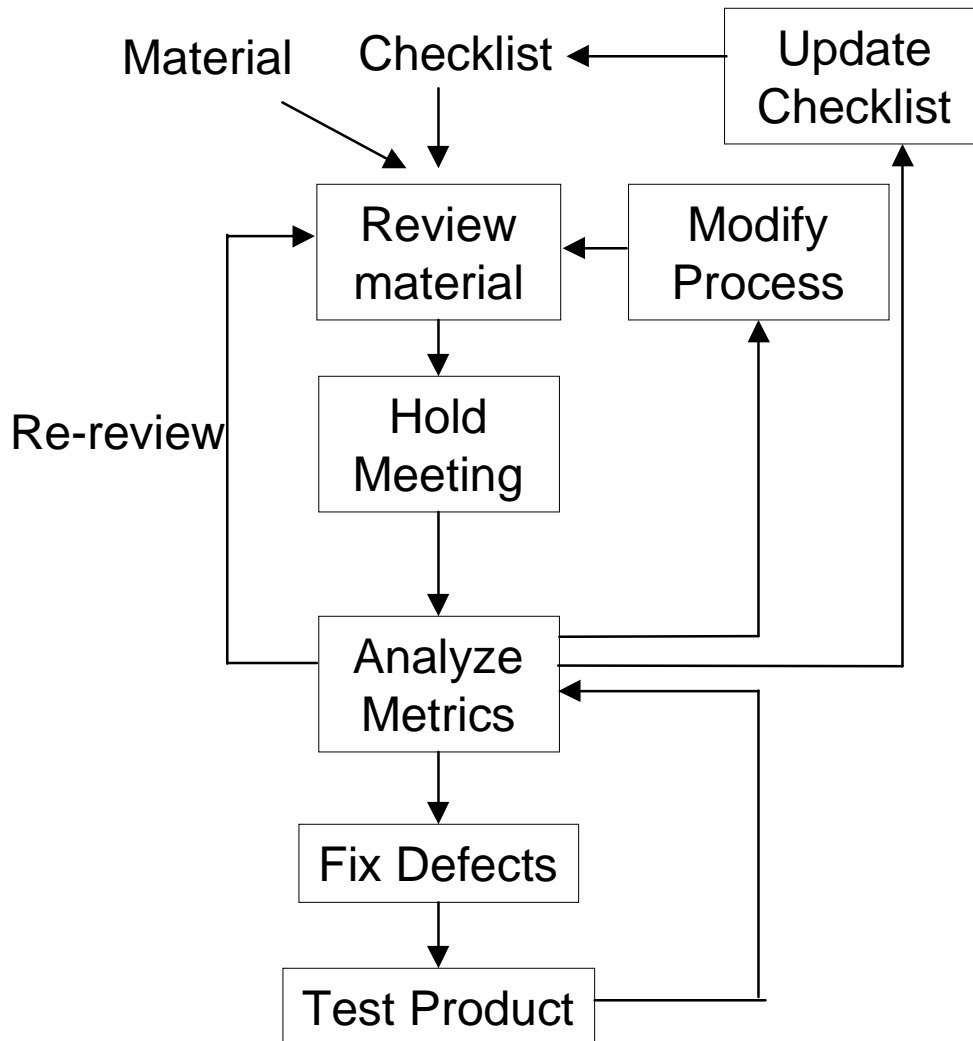 Material
Checklist
Update
Checklist
Review
material
Modify
Process
Hold
Meeting
Re-review
Analyze
Metrics
Fix Defects
Test Product